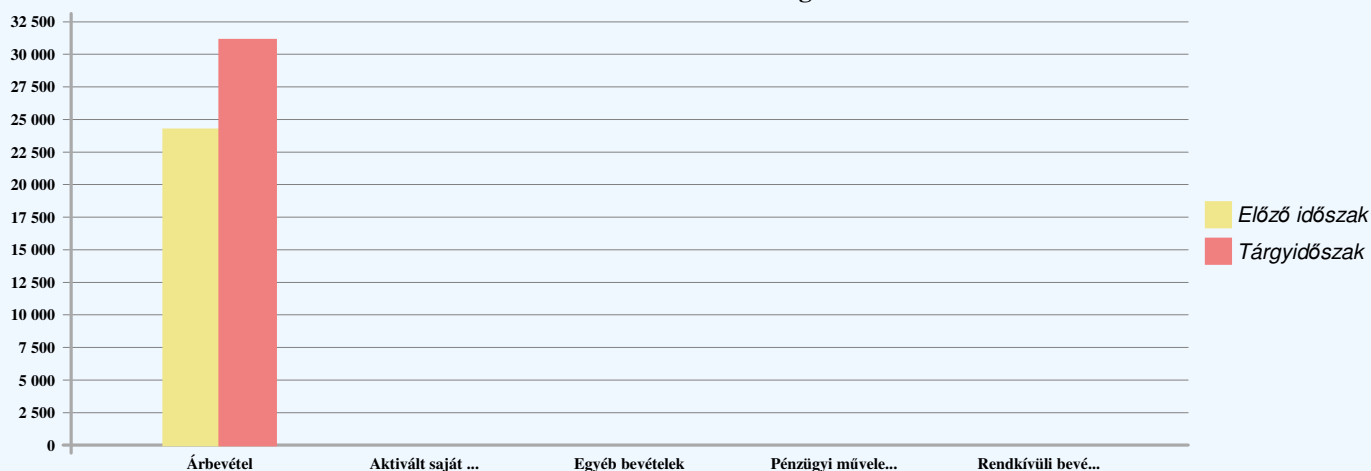 32 500
30 000
27 500
25 000
22 500
20 000
17 500
15 000
12 500
10 000
7 500
5 000
2 500
0
Árbevétel
Aktivált saját ...
Egyéb bevételek
Pénzügyi művele...
Rendkívüli bevé...
Előző időszak
Tárgyidőszak